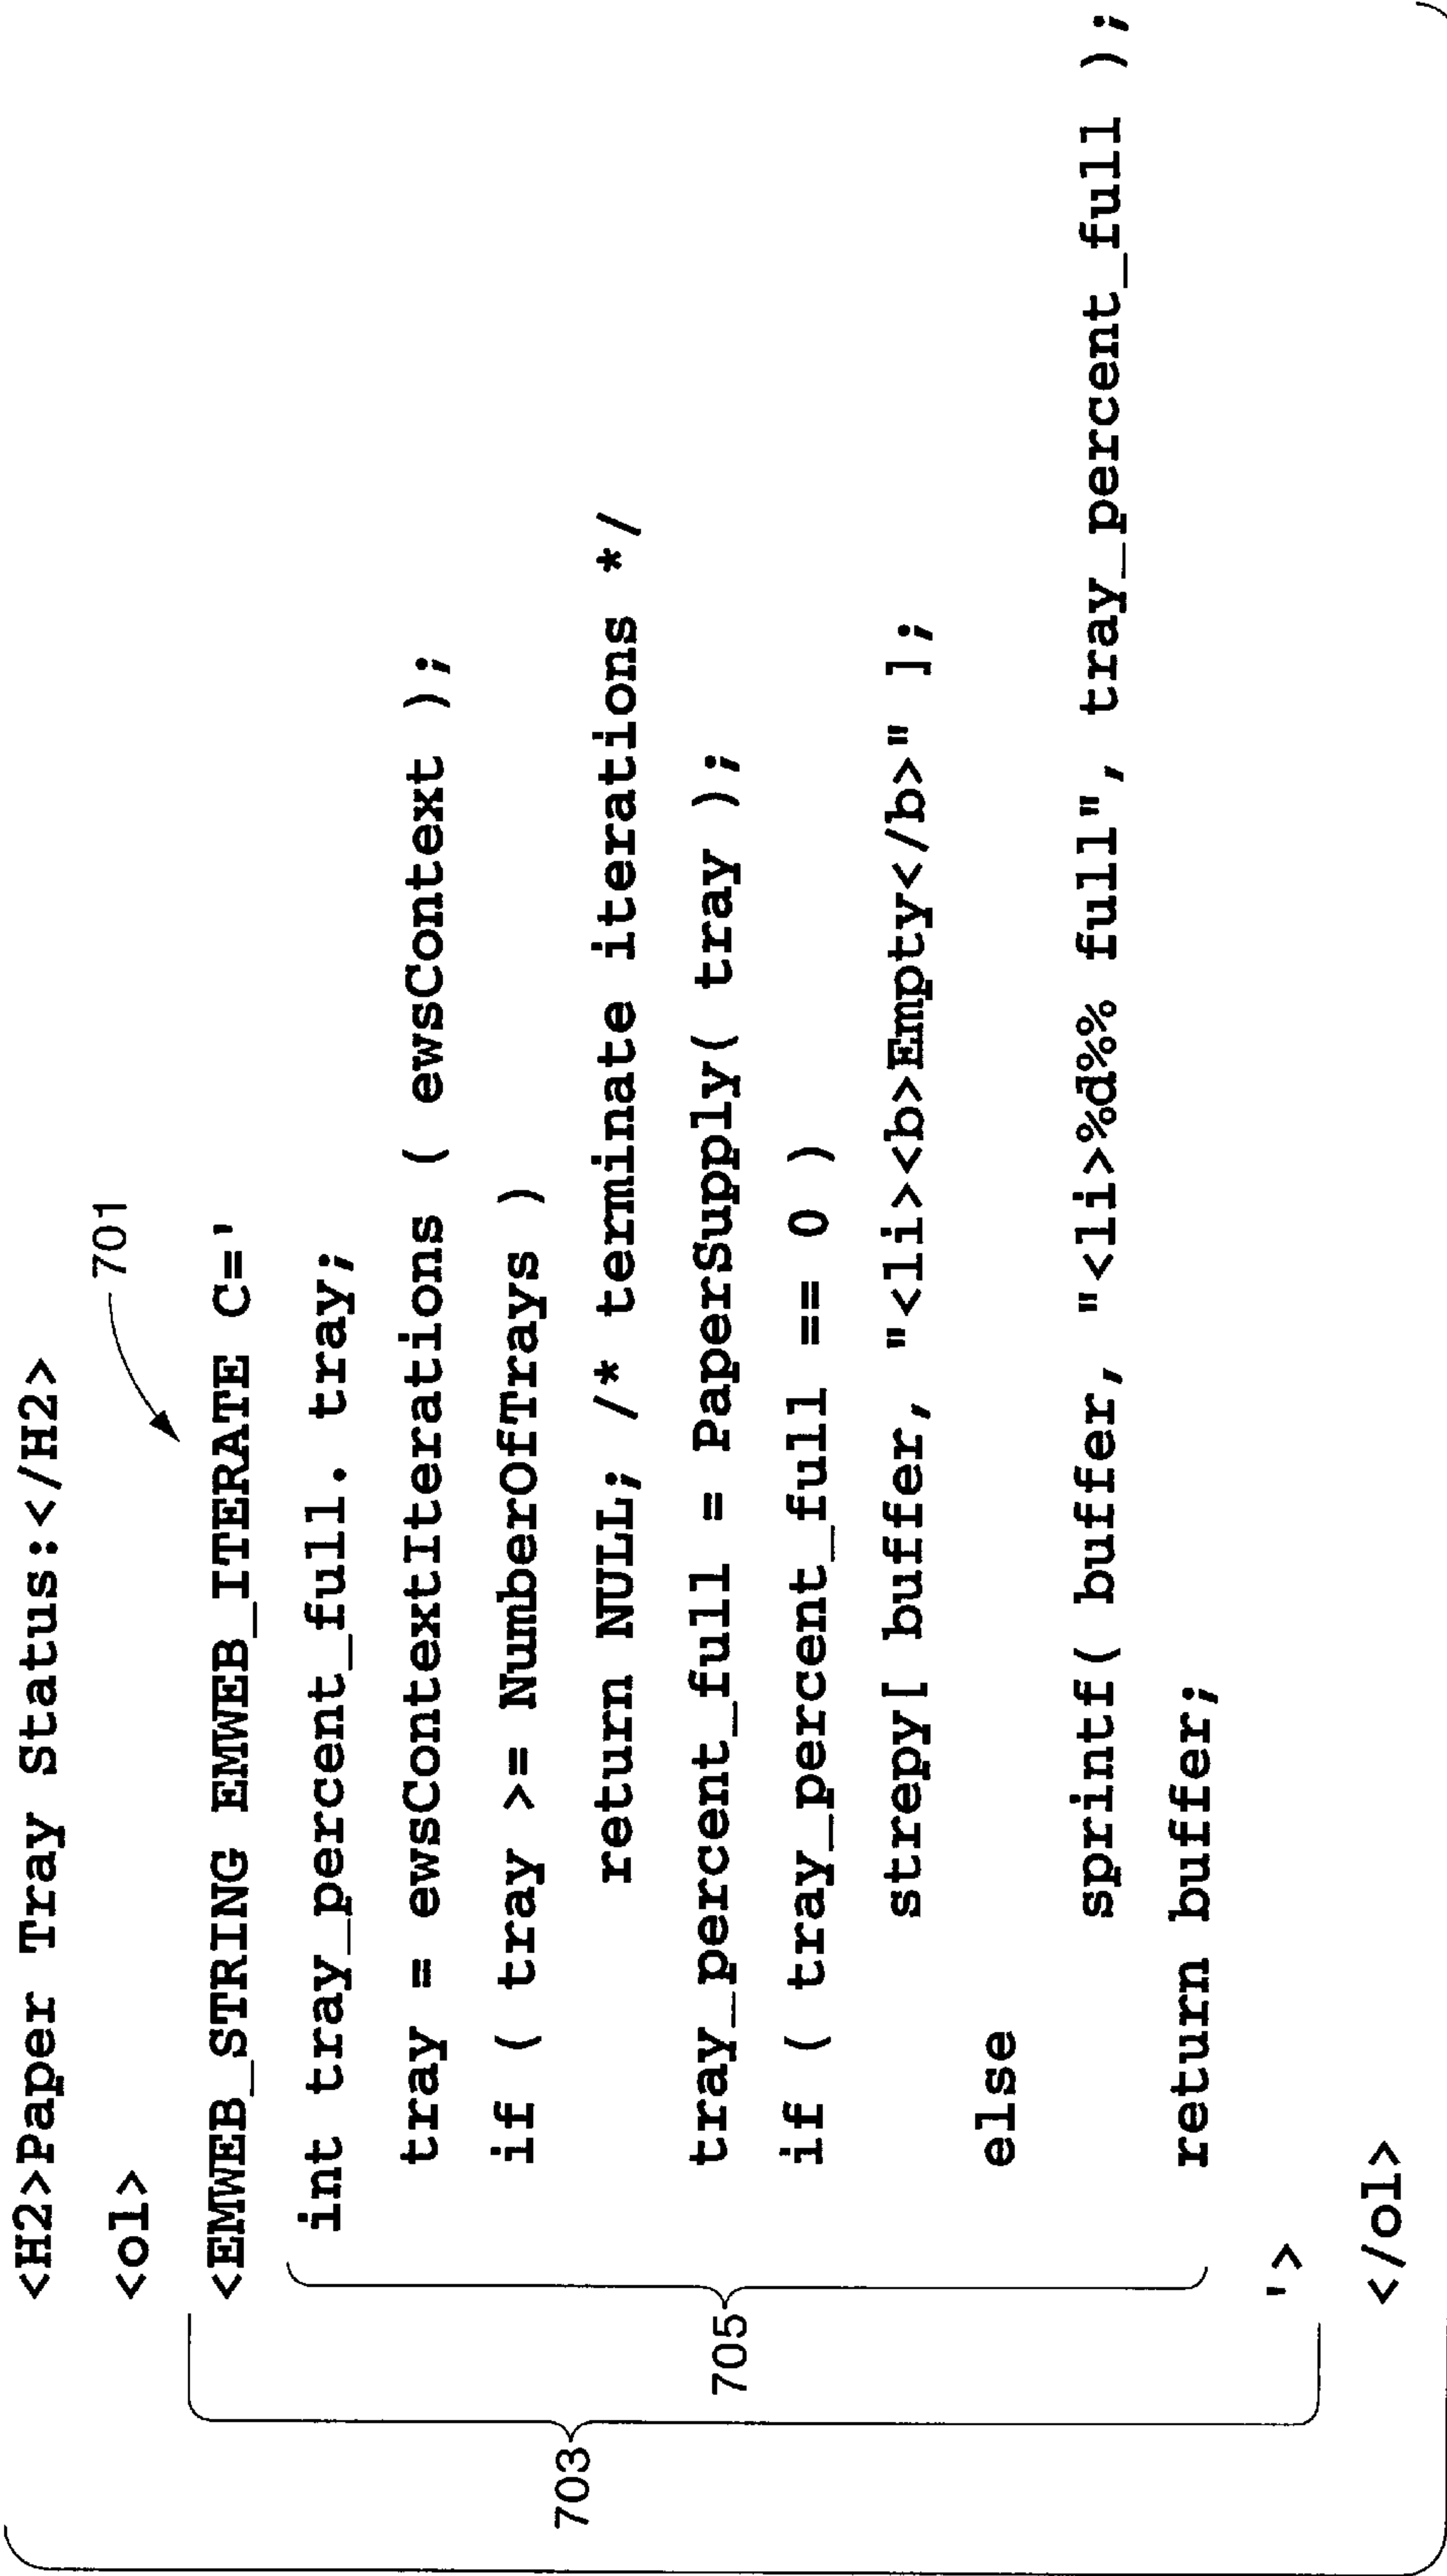 <H2>Paper Tray Status:</H2>
<ol>
701
<EMWEB_STRING EMWEB_ITERATE C='
int tray_percent_full. tray;
tray = ewsContextIterations ( ewsContext );
if ( tray >= NumberOfTrays )
return NULL; /* terminate iterations */
tray_percent_full = PaperSupply( tray );
if ( tray_percent_full == 0 )
strepy[ buffer, "<li><b>Empty</b>" ];
else
sprintf( buffer, "<li>%d%% full", tray_percent_full );
return buffer;
'>
</ol>
705
703